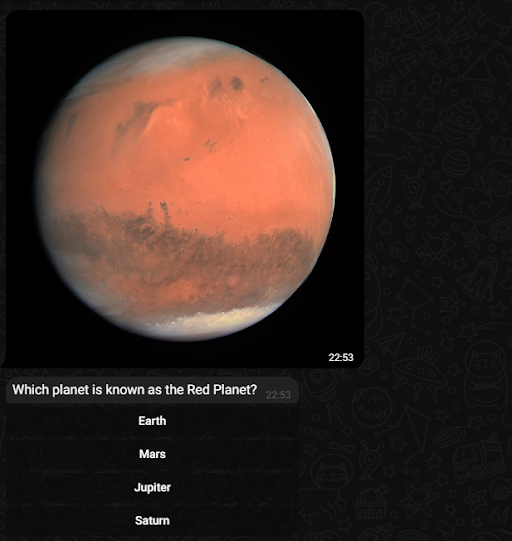 22:53
Which planet is known as the Red Planet? 22:53
Earth
Mars
Jupiter
Saturn